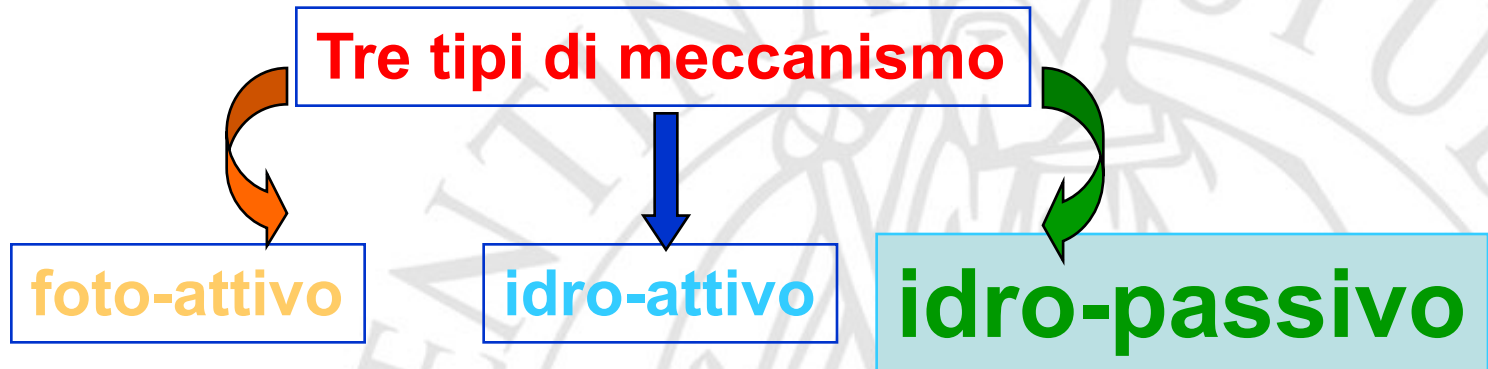 Tre tipi di meccanismo
foto-attivo
idro-attivo
idro-passivo